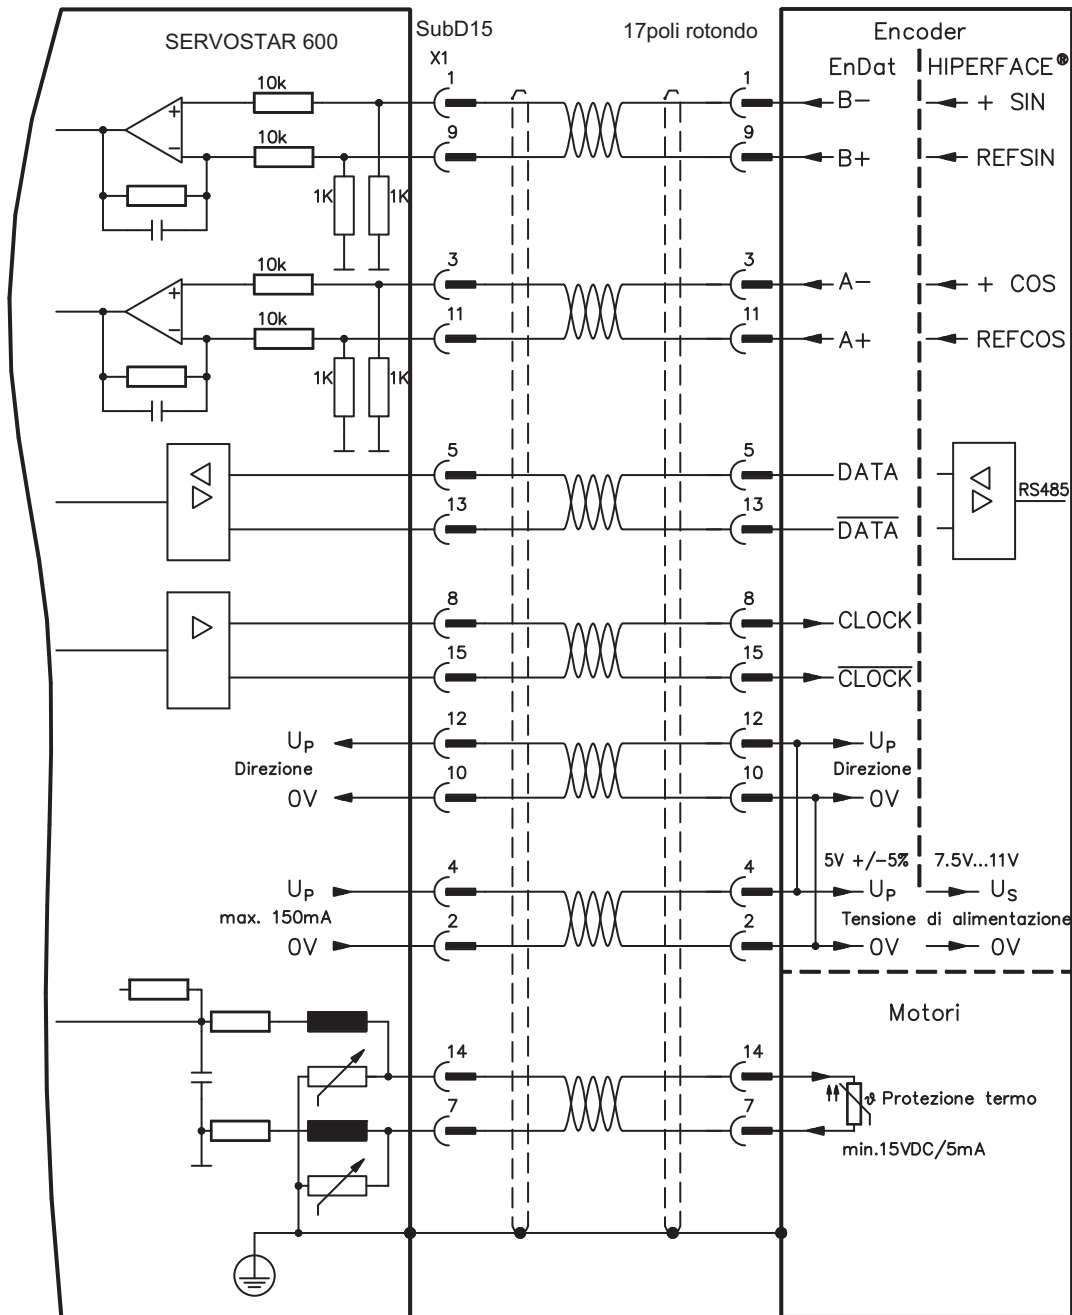 SERVOSTAR 600
SubD15
17poli rotondo
Encoder
X1
EnDat
HIPERFACE®
10k
1
1
B-
+ SIN
10k
9
9
B+
REFSIN
1K
1K
10k
3
3
A-
+ COS
10k
11
11
A+
REFCOS
1K
1K
5
5
DATA
13
13
DATA
RS485
8
8
CLOCK
15
15
CLOCK
UP
12
12
UP
Direzione
Direzione
0V
10
10
0V
5V +/-5%
7.5V...11V
UP
4
4
UP
US
max. 150mA
Tensione di alimentazione
0V
2
2
0V
0V
Motori
14
14
ϑ Protezione termo
7
7
min.15VDC/5mA